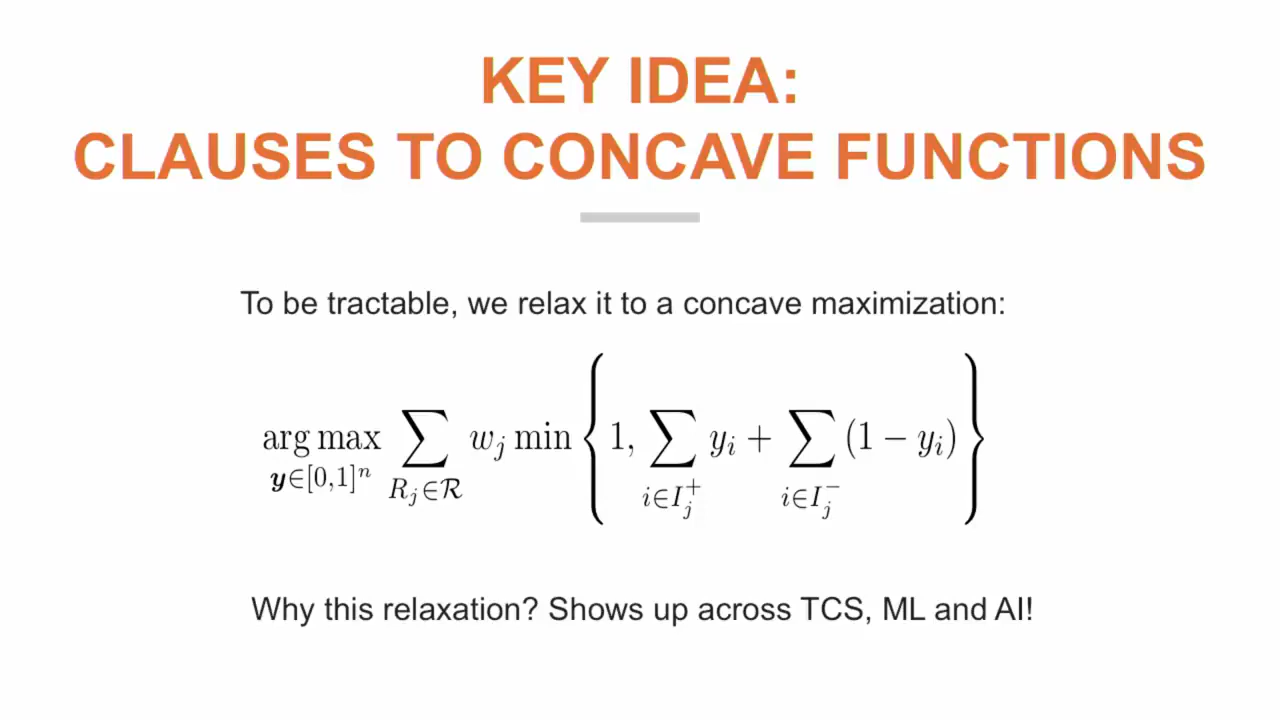 KEY IDEA:
CLAUSES TO CONCAVE FUNCTIONS
To be tractable, we relax it to a concave maximization:
arg max_{y∈[0,1]^n} ∑_{R_j∈ℛ} w_j min { 1, ∑_{i∈I_j^+} y_i + ∑_{i∈I_j^-} (1 − y_i) }
Why this relaxation? Shows up across TCS, ML and AI!